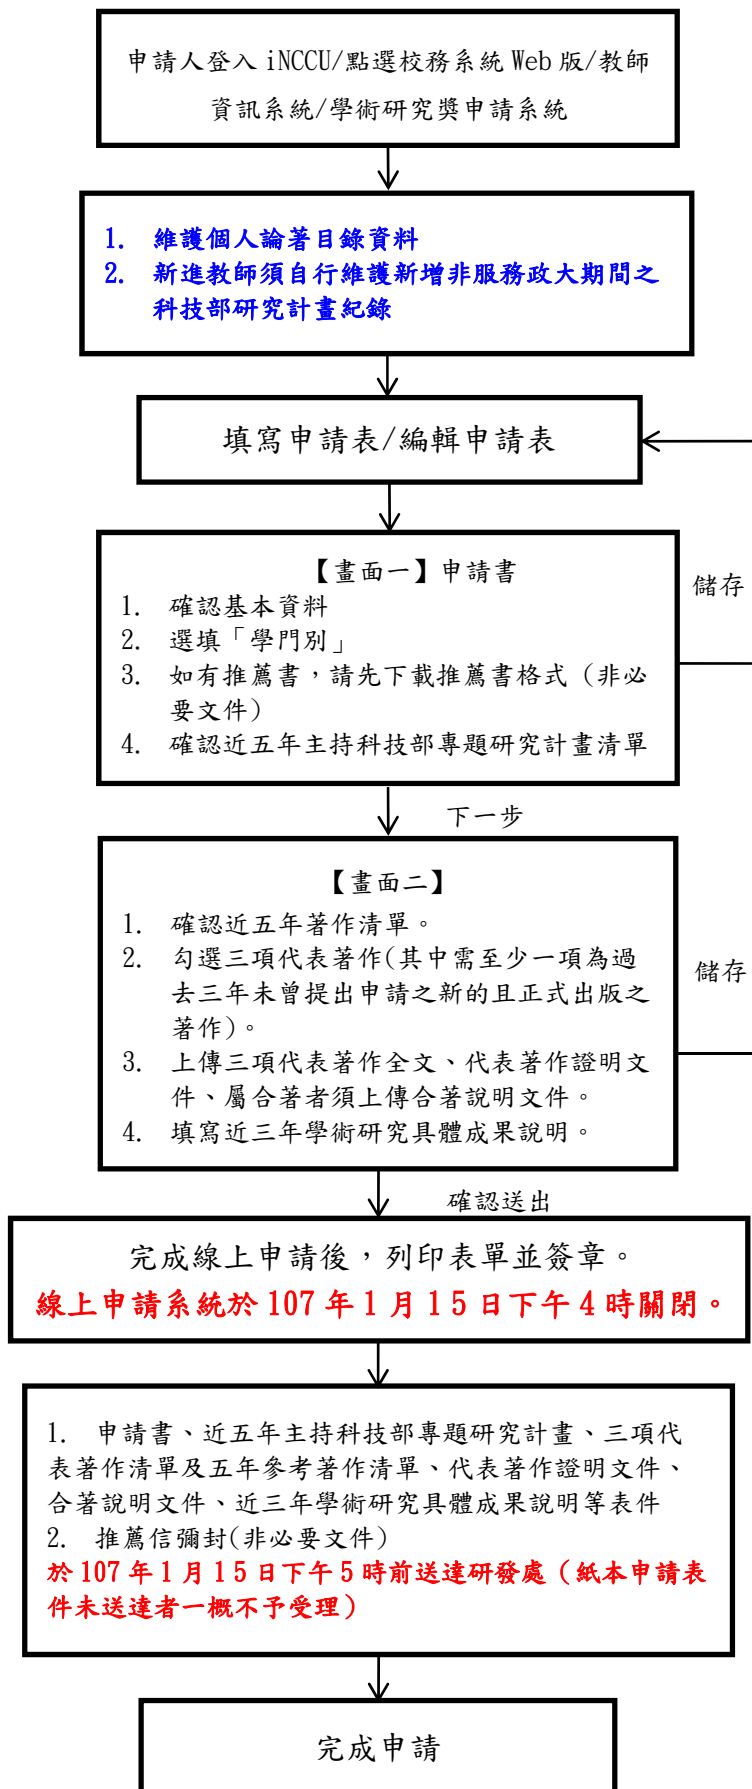 申請人登入 iNCCU/點選校務系統 Web 版/教師
資訊系統/學術研究獎申請系統
1. 維護個人論著目錄資料
2. 新進教師須自行維護新增非服務政大期間之
科技部研究計畫紀錄
填寫申請表/編輯申請表
【畫面一】申請書
1. 確認基本資料
2. 選填「學門別」
3. 如有推薦書，請先下載推薦書格式（非必
要文件）
4. 確認近五年主持科技部專題研究計畫清單
儲存
下一步
【畫面二】
1. 確認近五年著作清單。
2. 勾選三項代表著作(其中需至少一項為過
去三年未曾提出申請之新的且正式出版之
著作)。
3. 上傳三項代表著作全文、代表著作證明文
件、屬合著者須上傳合著說明文件。
4. 填寫近三年學術研究具體成果說明。
儲存
確認送出
完成線上申請後，列印表單並簽章。
線上申請系統於 107 年 1 月 15 日下午 4 時關閉。
1. 申請書、近五年主持科技部專題研究計畫、三項代
表著作清單及五年參考著作清單、代表著作證明文件、
合著說明文件、近三年學術研究具體成果說明等表件
2. 推薦信彌封(非必要文件)
於 107 年 1 月 15 日下午 5 時前送達研發處（紙本申請表
件未送達者一概不予受理）
完成申請